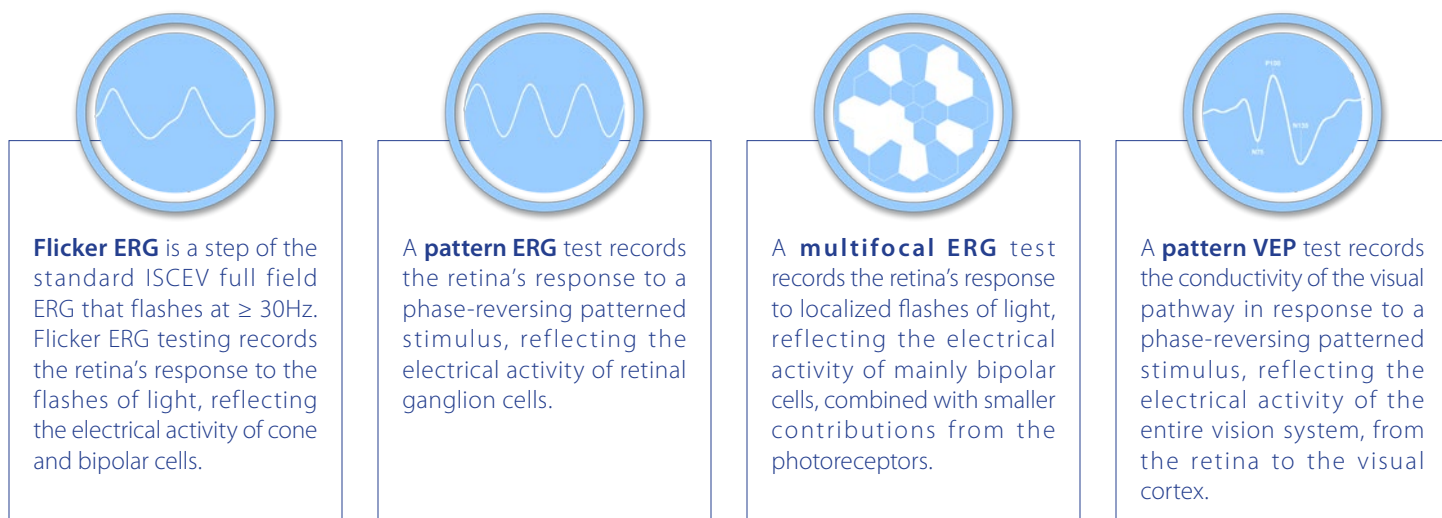 Flicker ERG is a step of the
standard ISCEV full field
ERG that flashes at ≥ 30Hz.
Flicker ERG testing records
the retina's response to the
flashes of light, reflecting
the electrical activity of cone
and bipolar cells.
A pattern ERG test records
the retina's response to a
phase-reversing patterned
stimulus, reflecting the
electrical activity of retinal
ganglion cells.
A multifocal ERG test
records the retina's response
to localized flashes of light,
reflecting the electrical
activity of mainly bipolar
cells, combined with smaller
contributions from the
photoreceptors.
P100
N135
N75
A pattern VEP test records
the conductivity of the visual
pathway in response to a
phase-reversing patterned
stimulus, reflecting the
electrical activity of the
entire vision system, from
the retina to the visual
cortex.